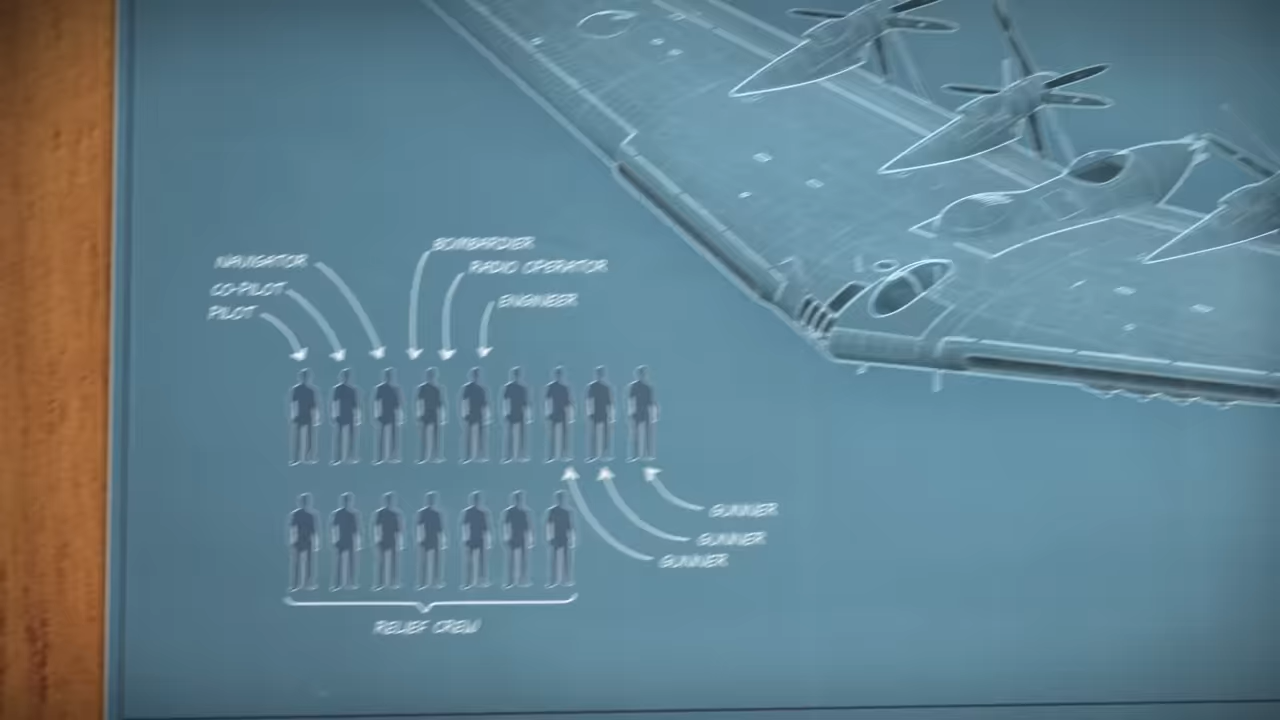 NAVIGATOR
CO-PILOT
PILOT
BOMBARDIER
RADIO OPERATOR
ENGINEER
GUNNER
GUNNER
GUNNER
RELIEF CREW